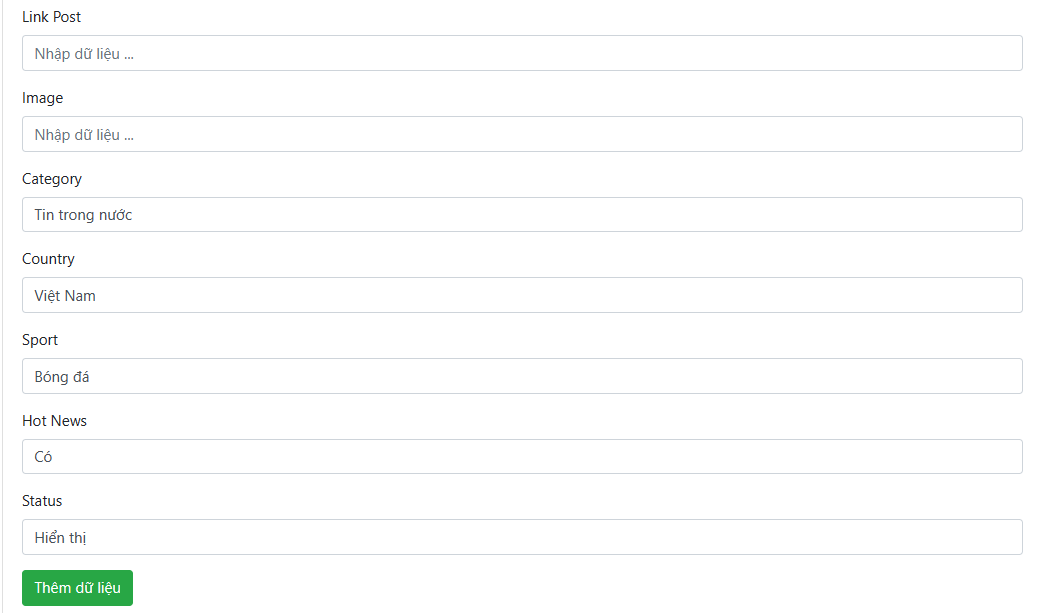 Link Post
Nhập dữ liệu ...
Image
Nhập dữ liệu ...
Category
Tin trong nước
Country
Việt Nam
Sport
Bóng đá
Hot News
Có
Status
Hiển thị
Thêm dữ liệu